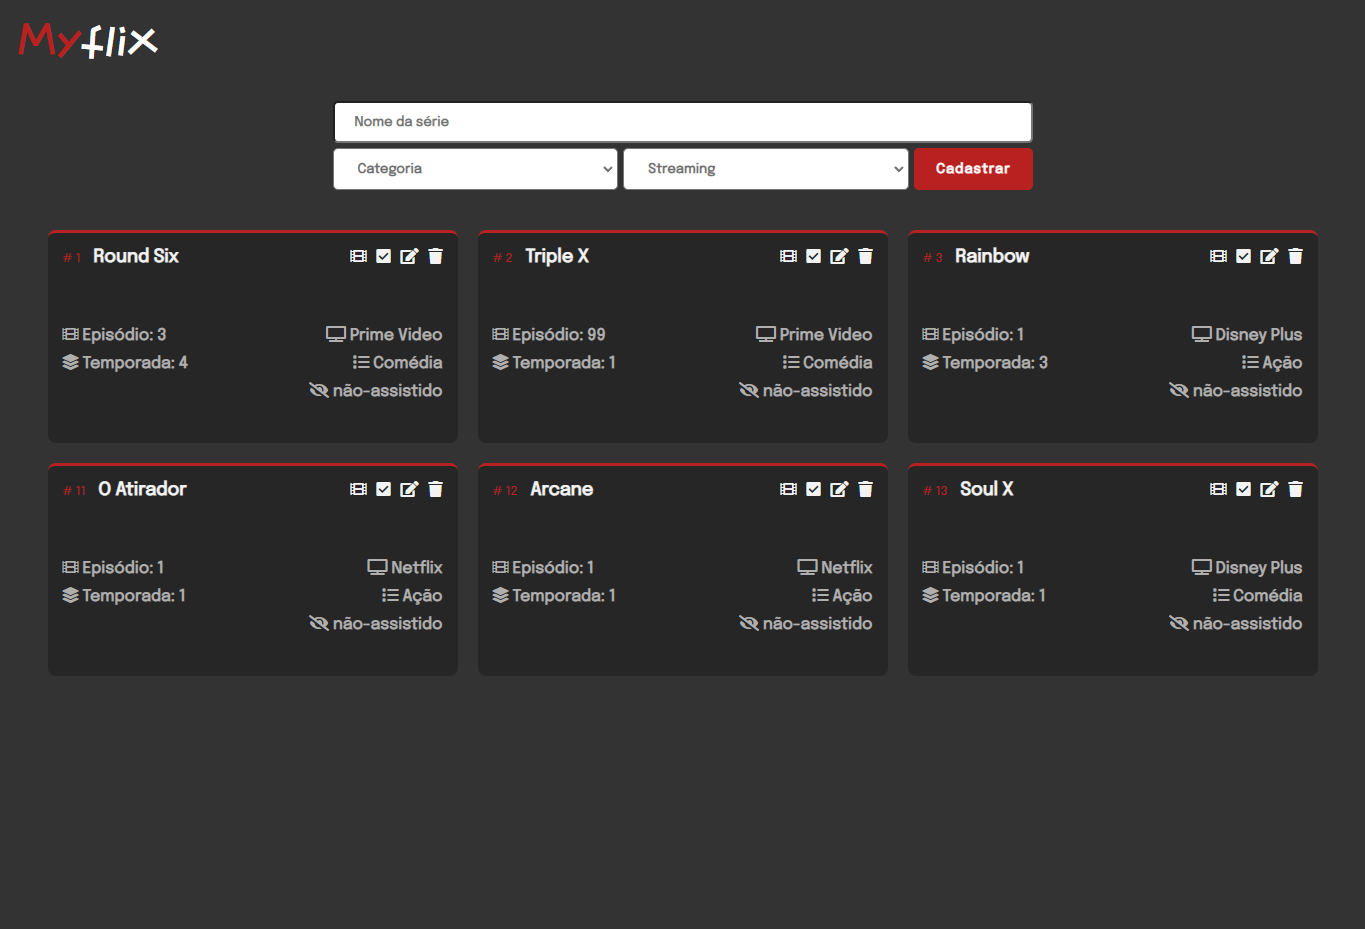 Myflix
Nome da série
Categoria Streaming Cadastrar
# 1 Round Six
Episódio: 3 Prime Video
Temporada: 4 Comédia
não-assistido
# 2 Triple X
Episódio: 99 Prime Video
Temporada: 1 Comédia
não-assistido
# 3 Rainbow
Episódio: 1 Disney Plus
Temporada: 3 Ação
não-assistido
# 11 O Atirador
Episódio: 1 Netflix
Temporada: 1 Ação
não-assistido
# 12 Arcane
Episódio: 1 Netflix
Temporada: 1 Ação
não-assistido
# 13 Soul X
Episódio: 1 Disney Plus
Temporada: 1 Comédia
não-assistido